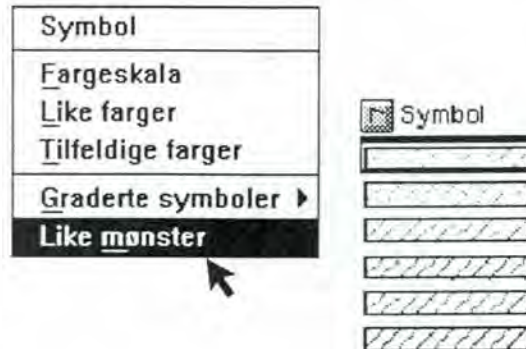 Symbol
Fargeskala
Like farger
Tilfeldige farger
Graderte symboler
Like mønster
Symbol